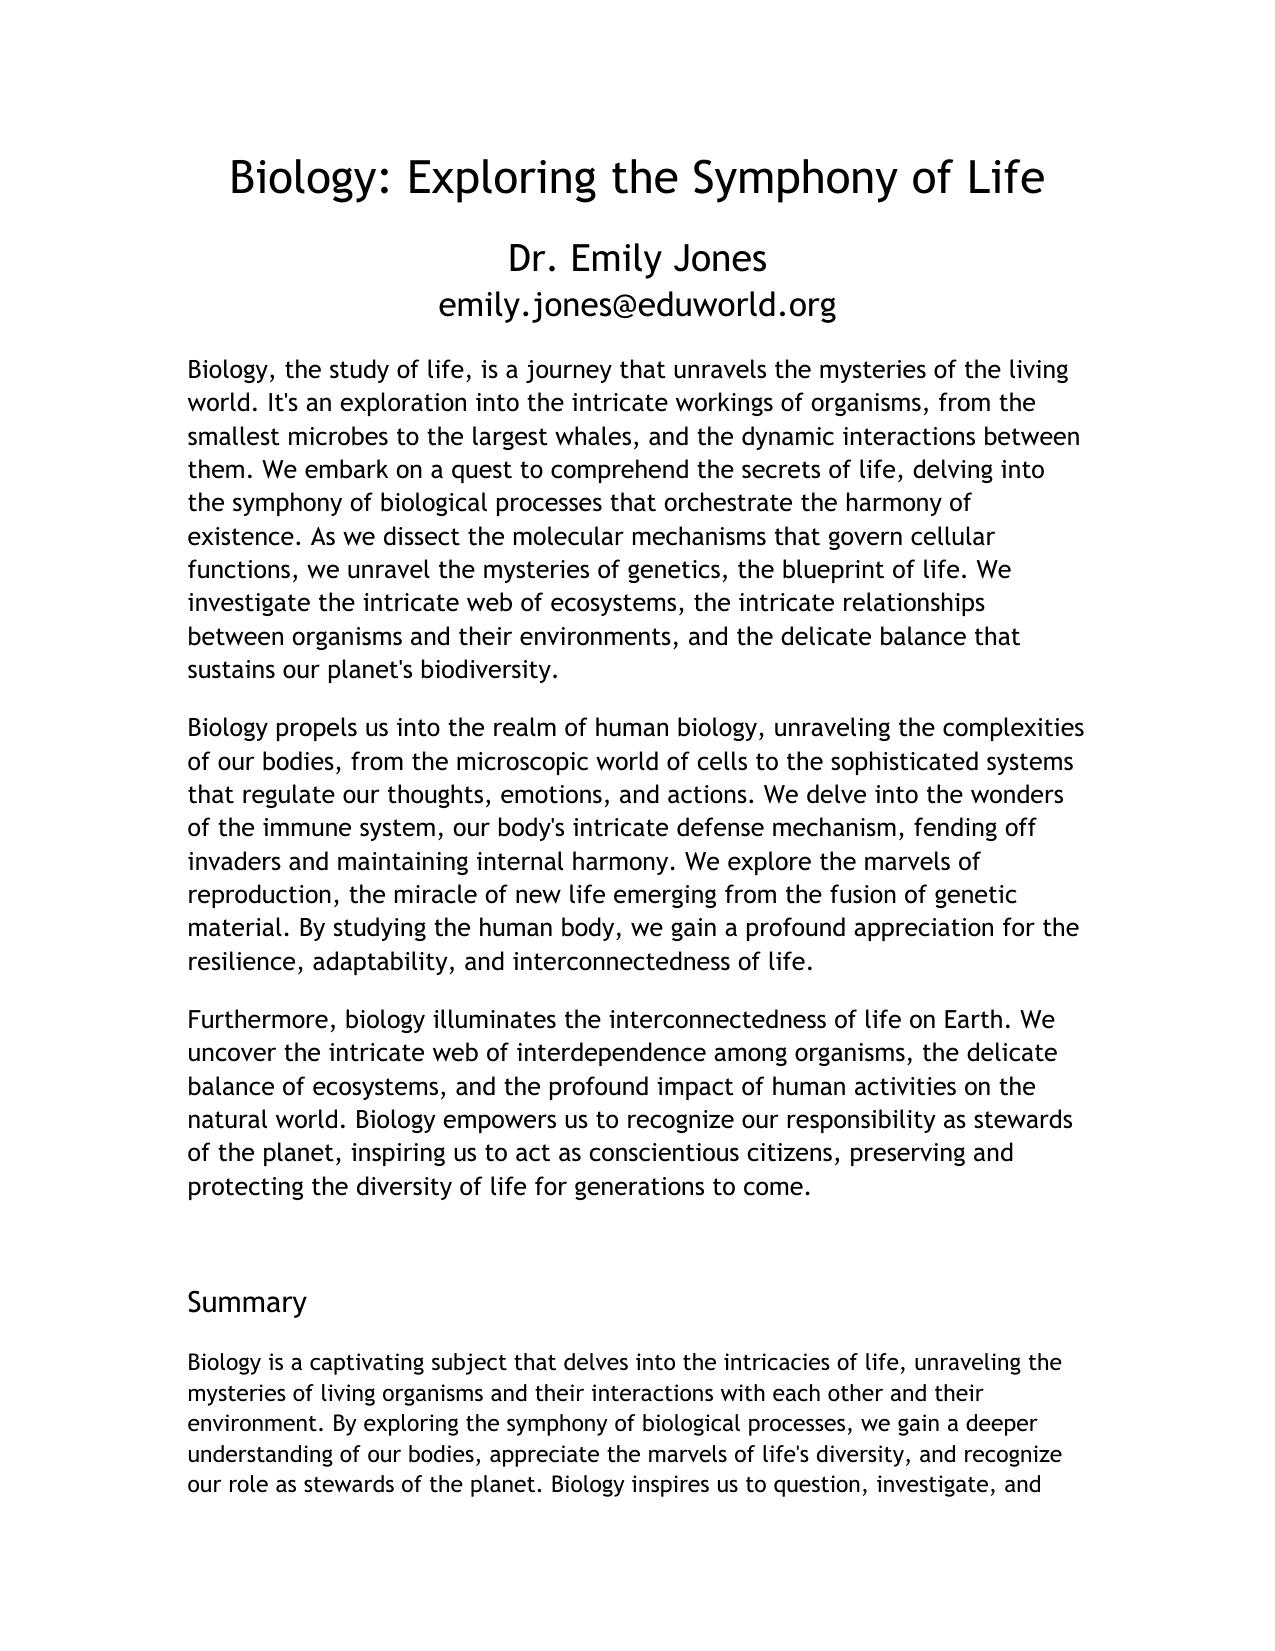 Biology: Exploring the Symphony of Life
Dr. Emily Jones
emily.jones@eduworld.org
Biology, the study of life, is a journey that unravels the mysteries of the living
world. It's an exploration into the intricate workings of organisms, from the
smallest microbes to the largest whales, and the dynamic interactions between
them. We embark on a quest to comprehend the secrets of life, delving into
the symphony of biological processes that orchestrate the harmony of
existence. As we dissect the molecular mechanisms that govern cellular
functions, we unravel the mysteries of genetics, the blueprint of life. We
investigate the intricate web of ecosystems, the intricate relationships
between organisms and their environments, and the delicate balance that
sustains our planet's biodiversity.
Biology propels us into the realm of human biology, unraveling the complexities
of our bodies, from the microscopic world of cells to the sophisticated systems
that regulate our thoughts, emotions, and actions. We delve into the wonders
of the immune system, our body's intricate defense mechanism, fending off
invaders and maintaining internal harmony. We explore the marvels of
reproduction, the miracle of new life emerging from the fusion of genetic
material. By studying the human body, we gain a profound appreciation for the
resilience, adaptability, and interconnectedness of life.
Furthermore, biology illuminates the interconnectedness of life on Earth. We
uncover the intricate web of interdependence among organisms, the delicate
balance of ecosystems, and the profound impact of human activities on the
natural world. Biology empowers us to recognize our responsibility as stewards
of the planet, inspiring us to act as conscientious citizens, preserving and
protecting the diversity of life for generations to come.
Summary
Biology is a captivating subject that delves into the intricacies of life, unraveling the
mysteries of living organisms and their interactions with each other and their
environment. By exploring the symphony of biological processes, we gain a deeper
understanding of our bodies, appreciate the marvels of life's diversity, and recognize
our role as stewards of the planet. Biology inspires us to question, investigate, and